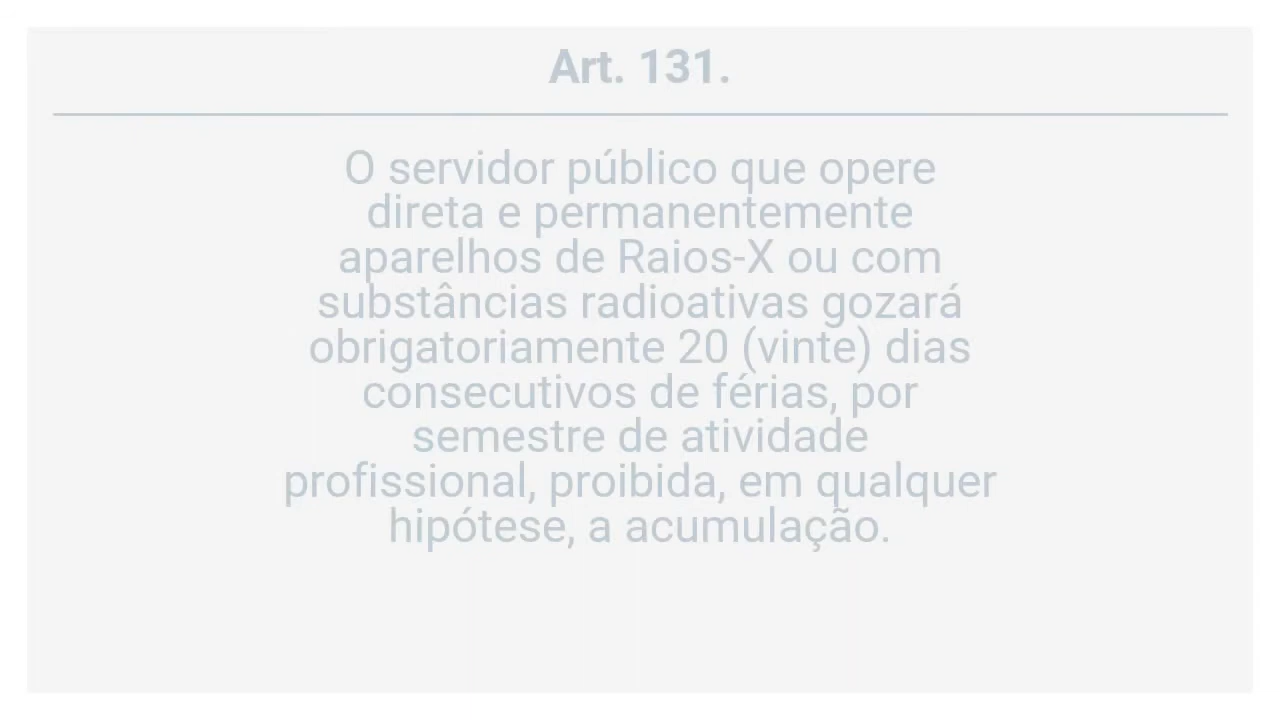 Art. 131.
O servidor público que opere
direta e permanentemente
aparelhos de Raios-X ou com
substâncias radioativas gozará
obrigatoriamente 20 (vinte) dias
consecutivos de férias, por
semestre de atividade
profissional, proibida, em qualquer
hipótese, a acumulação.